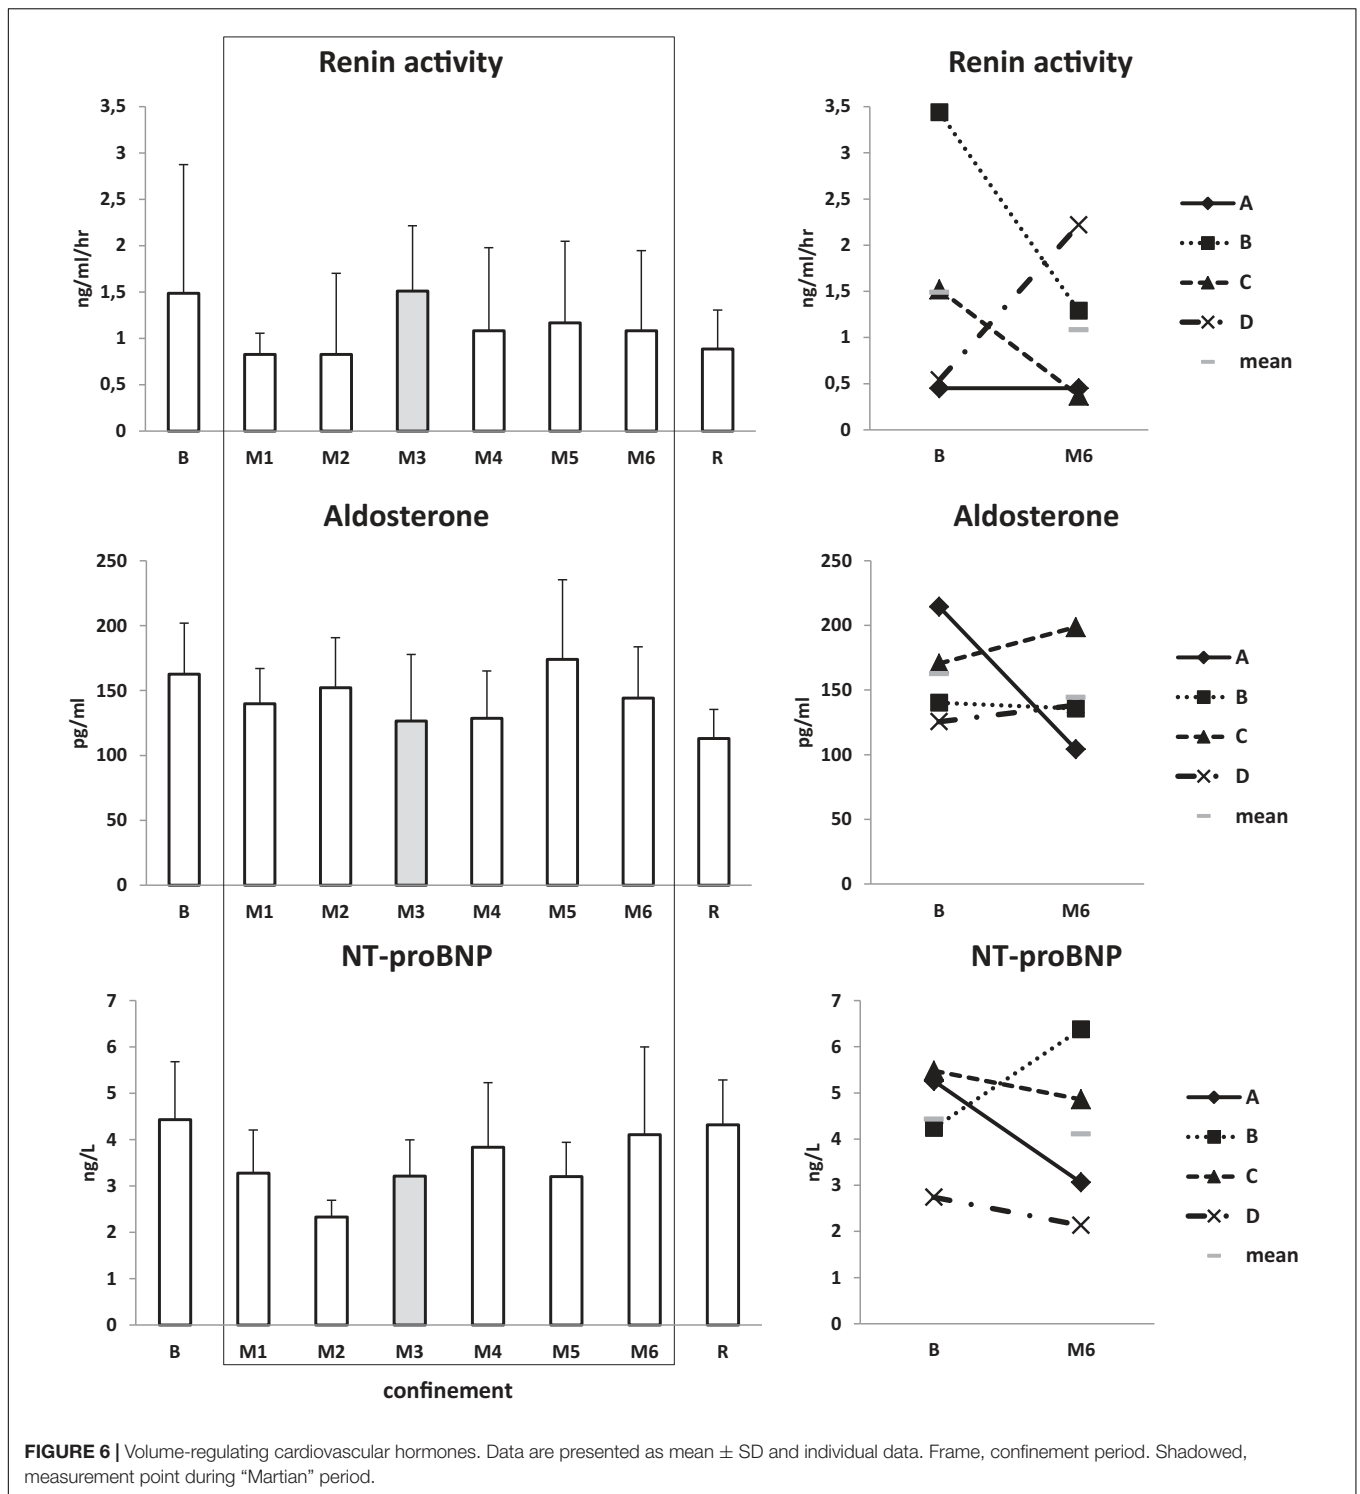 Renin activity
3,5
3
2,5
2
1,5
1
0,5
0
ng/ml/hr
B M1 M2 M3 M4 M5 M6 R
Renin activity
3,5
3
2,5
2
1,5
1
0,5
0
ng/ml/hr
B M6
A
B
C
D
mean
Aldosterone
250
200
150
100
50
0
pg/ml
B M1 M2 M3 M4 M5 M6 R
Aldosterone
250
200
150
100
50
0
pg/ml
B M6
A
B
C
D
mean
NT-proBNP
7
6
5
4
3
2
1
0
ng/L
B M1 M2 M3 M4 M5 M6 R
confinement
NT-proBNP
7
6
5
4
3
2
1
0
ng/L
B M6
A
B
C
D
mean
FIGURE 6 | Volume-regulating cardiovascular hormones. Data are presented as mean ± SD and individual data. Frame, confinement period. Shadowed,
measurement point during “Martian” period.